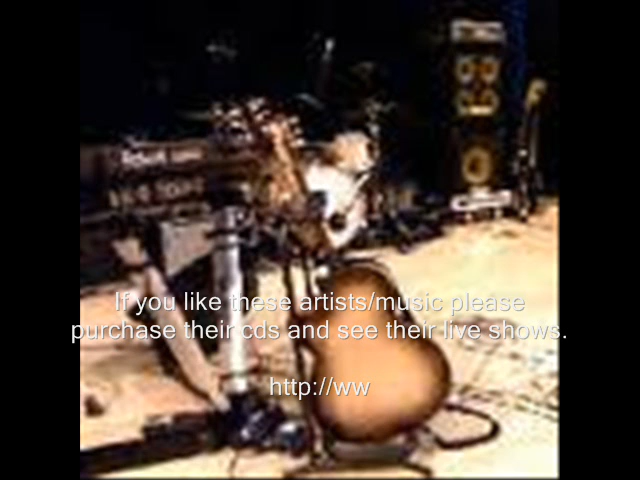 If you like these artists/music please
purchase their cds and see their live shows.
http://ww